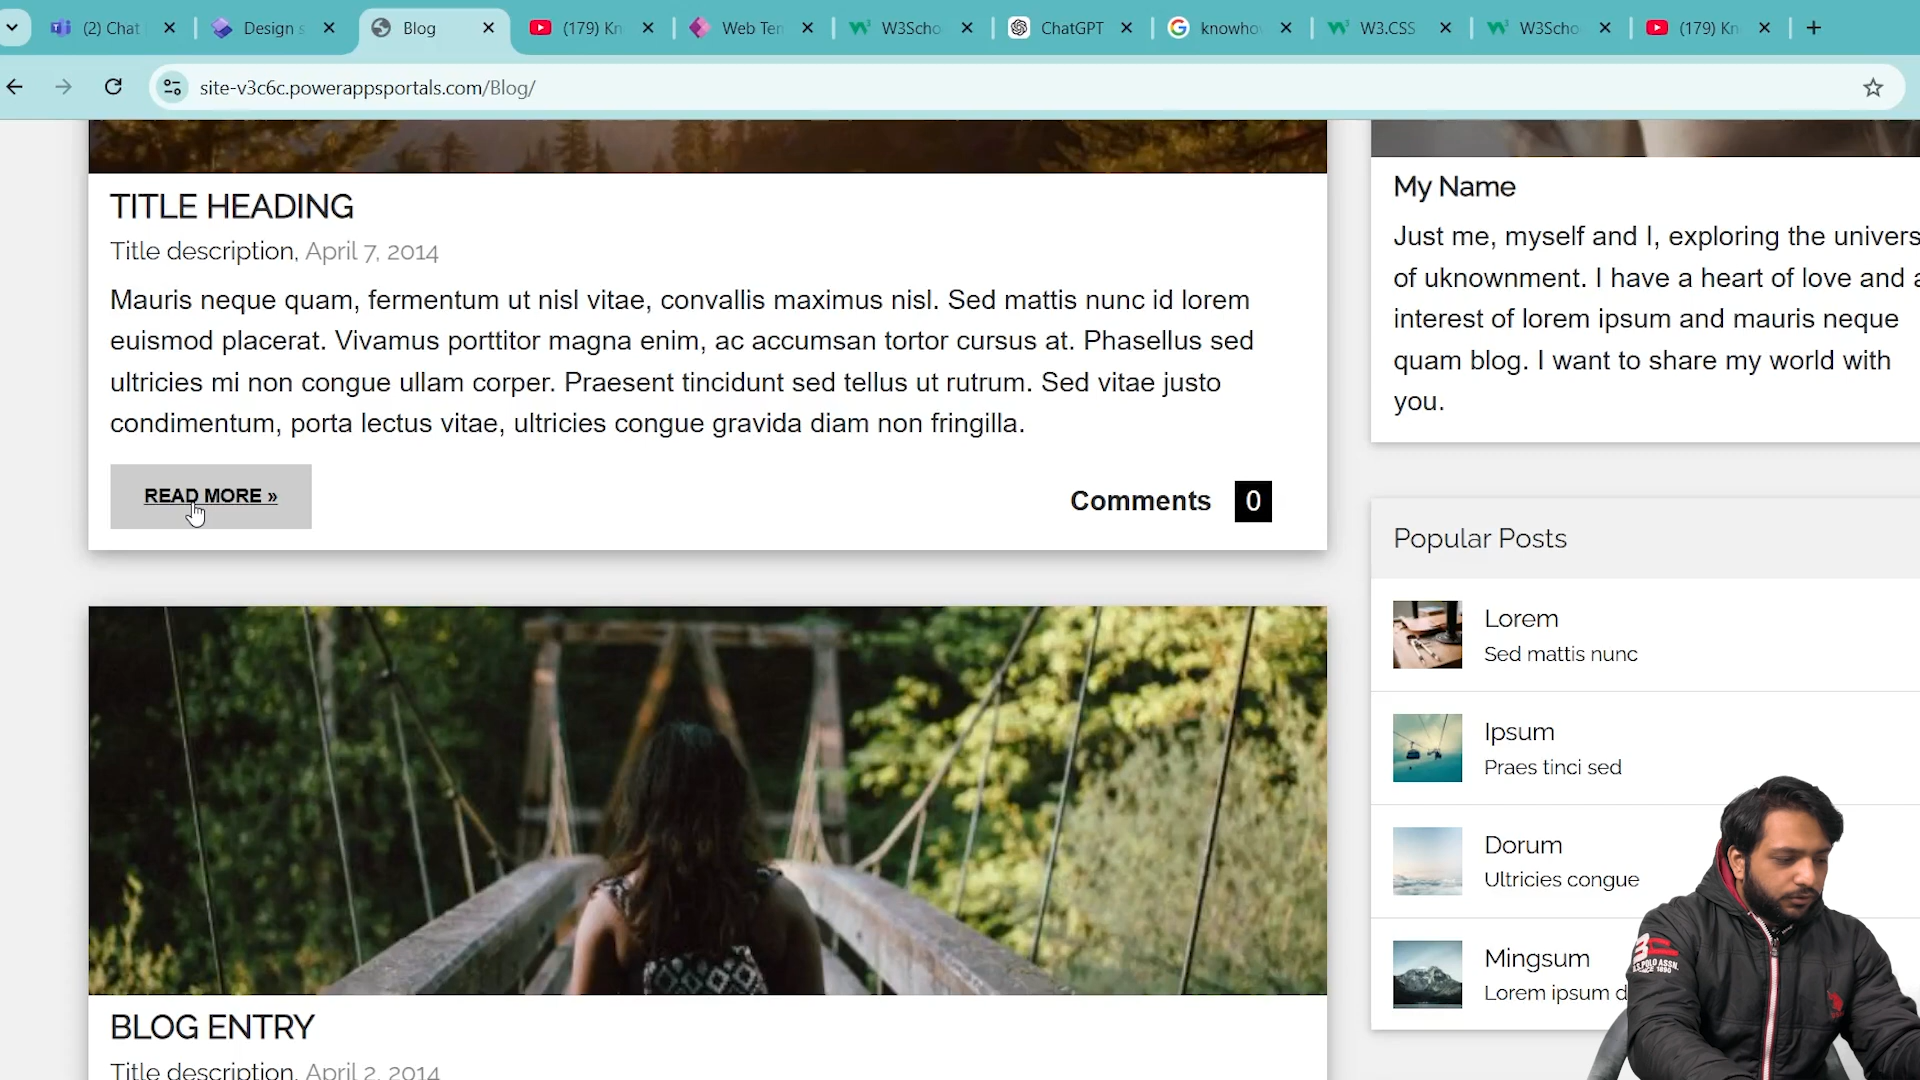 (2) Chat
Design s
Blog
(179) Kn
Web Ten
W3Scho
ChatGPT
knowho
W3.CSS
W3Scho
(179) Kn
site-v3c6c.powerappsportals.com/Blog/
TITLE HEADING
Title description, April 7, 2014
Mauris neque quam, fermentum ut nisl vitae, convallis maximus nisl. Sed mattis nunc id lorem
euismod placerat. Vivamus porttitor magna enim, ac accumsan tortor cursus at. Phasellus sed
ultricies mi non congue ullam corper. Praesent tincidunt sed tellus ut rutrum. Sed vitae justo
condimentum, porta lectus vitae, ultricies congue gravida diam non fringilla.
READ MORE »
Comments 0
BLOG ENTRY
Title description, April 2, 2014
My Name
Just me, myself and I, exploring the univers
of uknownment. I have a heart of love and a
interest of lorem ipsum and mauris neque
quam blog. I want to share my world with
you.
Popular Posts
Lorem
Sed mattis nunc
Ipsum
Praes tinci sed
Dorum
Ultricies congue
Mingsum
Lorem ipsum d
U.S. POLO ASSN.
SINCE 1890